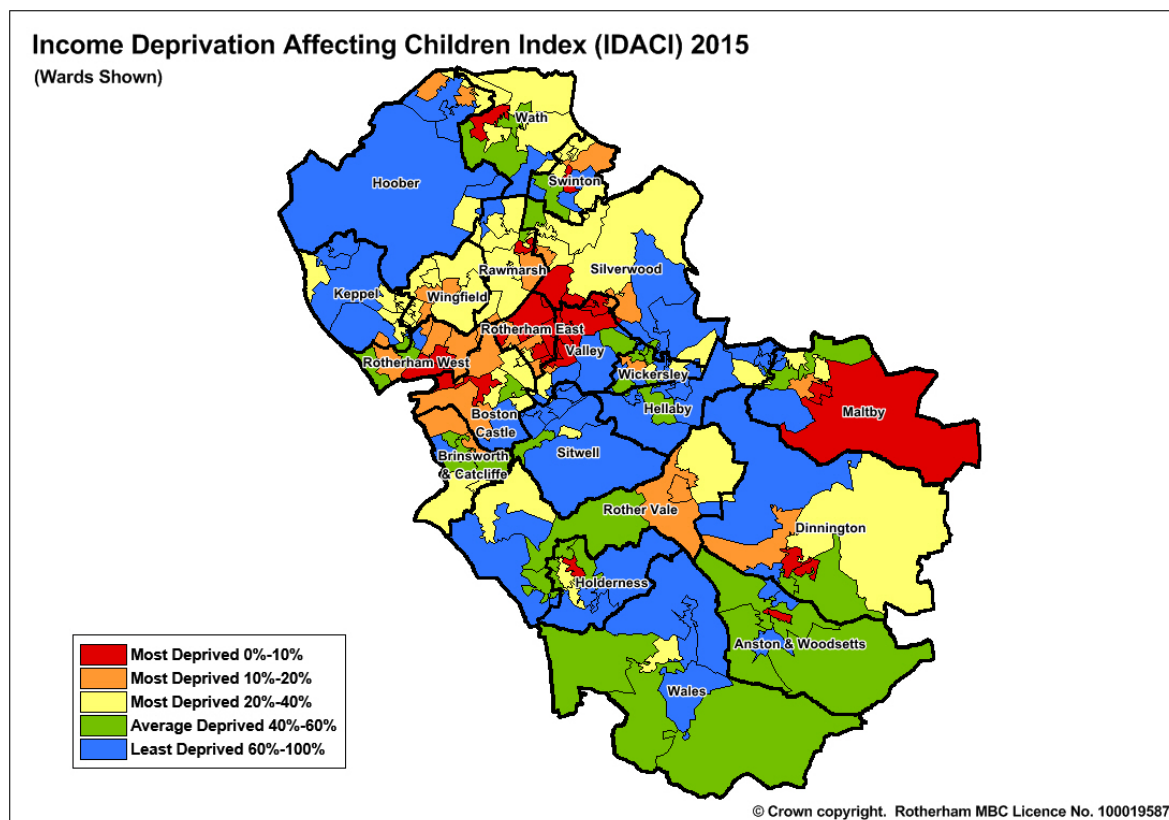 Income Deprivation Affecting Children Index (IDACI) 2015
(Wards Shown)
Wath
Hoober
Swinton
Silverwood
Rawmarsh
Keppel
Wingfield
Rotherham East
Valley
Rotherham West
Wickersley
Hellaby
Maltby
Boston
Castle
Sitwell
Brinsworth
& Catcliffe
Rother Vale
Dinnington
Holderness
Anston & Woodsetts
Wales
Most Deprived 0%-10%
Most Deprived 10%-20%
Most Deprived 20%-40%
Average Deprived 40%-60%
Least Deprived 60%-100%
© Crown copyright. Rotherham MBC Licence No. 100019587